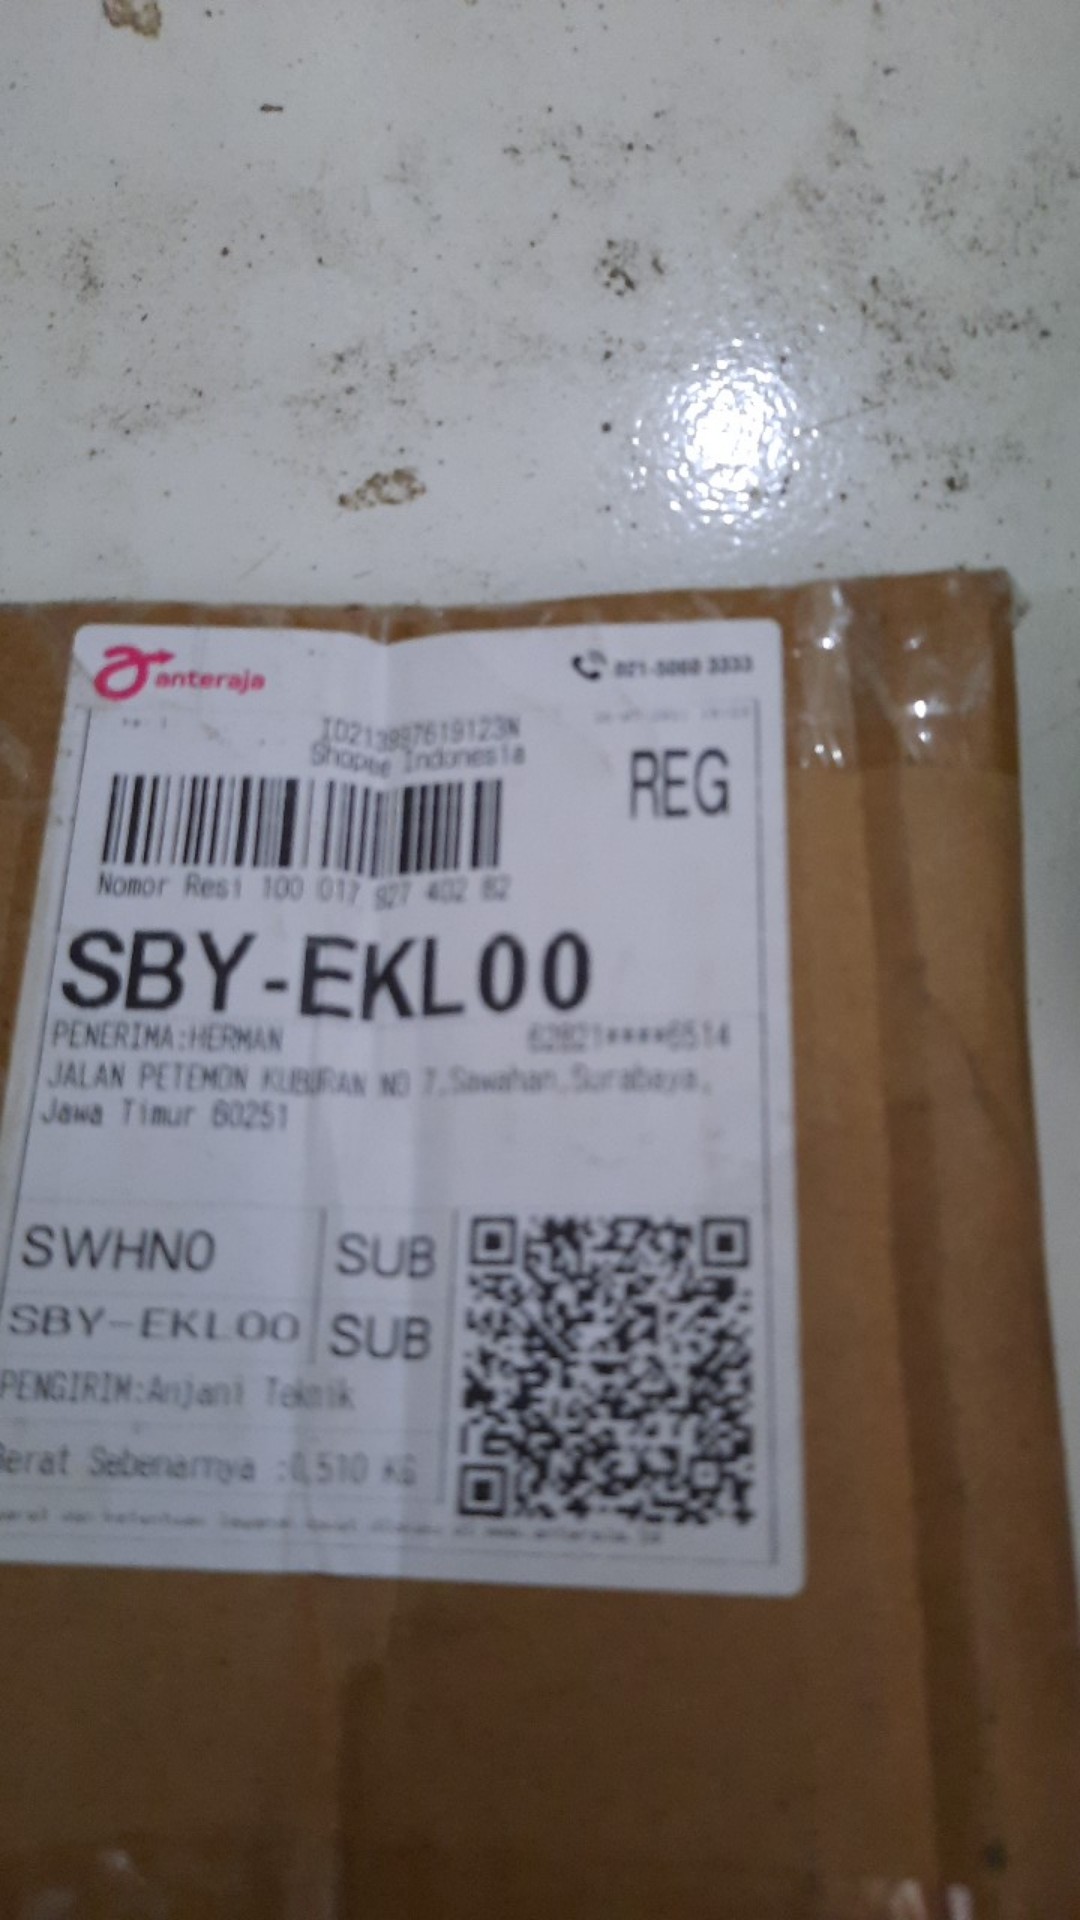 anteraja
021-5060 3333
Shopee Indonesia
REG
Nomor Resi 100 017 927 402 82
SBY-EKL00
PENERIMA:HERMAN
62821****6514
JALAN PETEMON KUBURAN NO 7,Sawahan,Surabaya,
Jawa Timur 60251
SWHN0
SUB
SBY-EKL00
SUB
PENGIRIM:Anjani Teknik
Berat Sebenarnya :0,510 KG